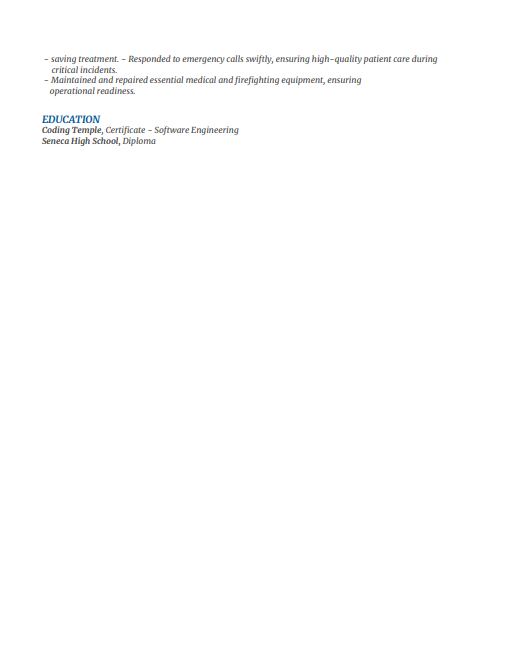 – saving treatment. – Responded to emergency calls swiftly, ensuring high-quality patient care during
critical incidents.
– Maintained and repaired essential medical and firefighting equipment, ensuring
operational readiness.
EDUCATION
Coding Temple, Certificate – Software Engineering
Seneca High School, Diploma